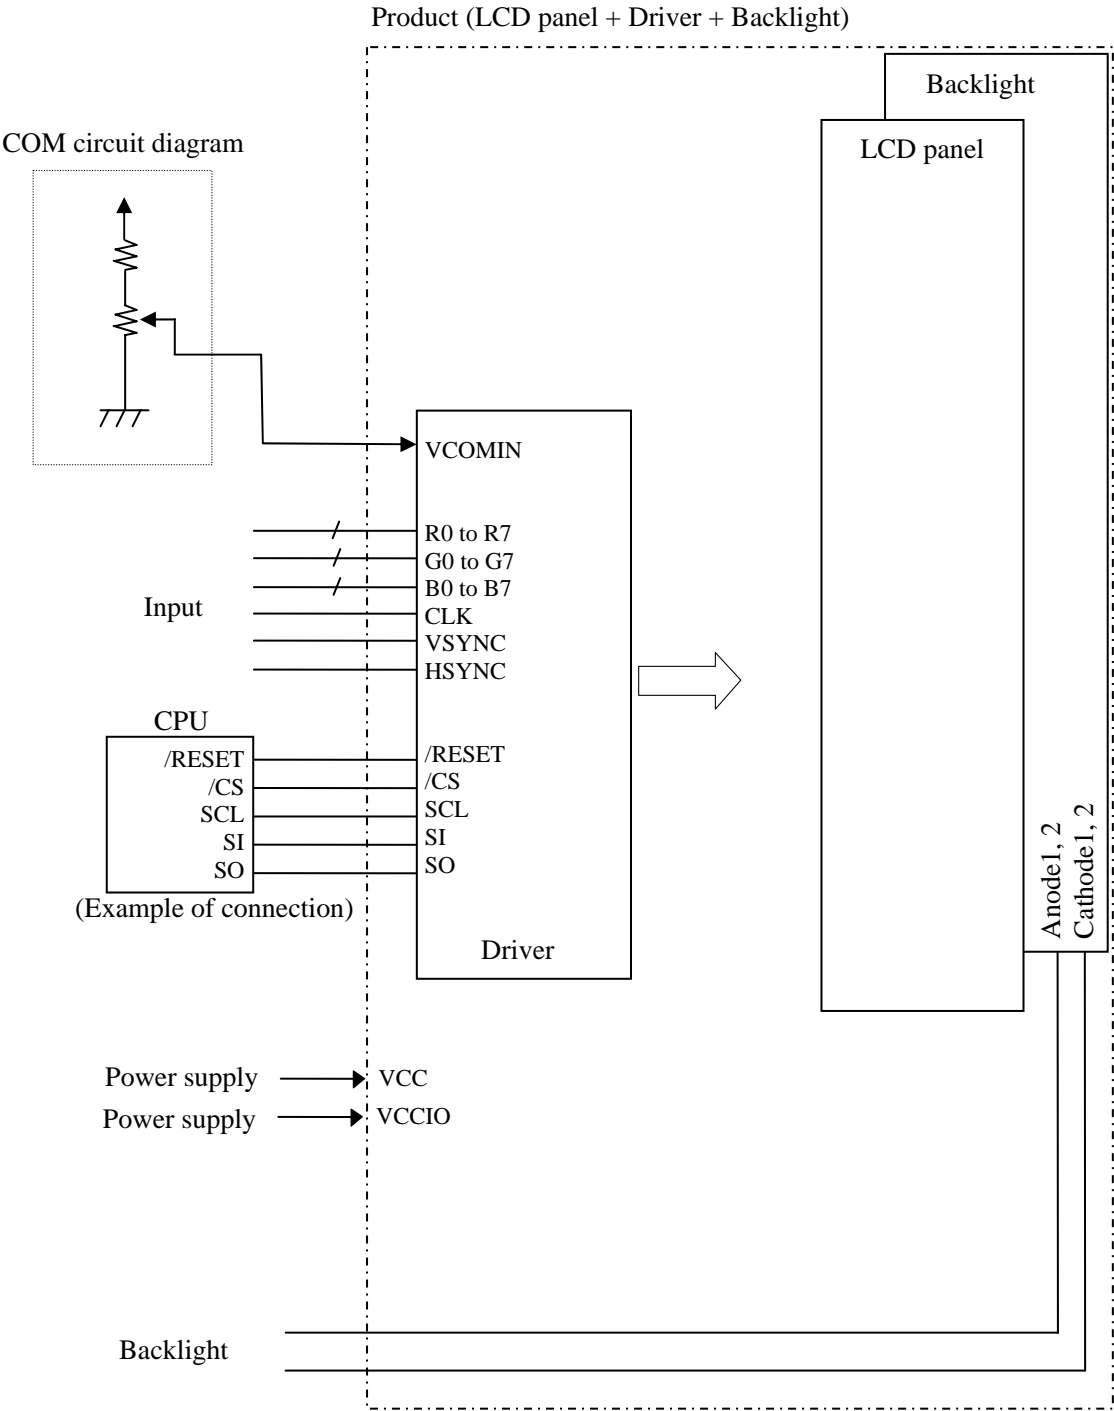 Product (LCD panel + Driver + Backlight)
Backlight
LCD panel
COM circuit diagram
VCOMIN
R0 to R7
G0 to G7
B0 to B7
CLK
VSYNC
HSYNC
Input
CPU
/RESET
/CS
SCL
SI
SO
(Example of connection)
/RESET
/CS
SCL
SI
SO
Driver
Anode1, 2
Cathode1, 2
Power supply
VCC
Power supply
VCCIO
Backlight